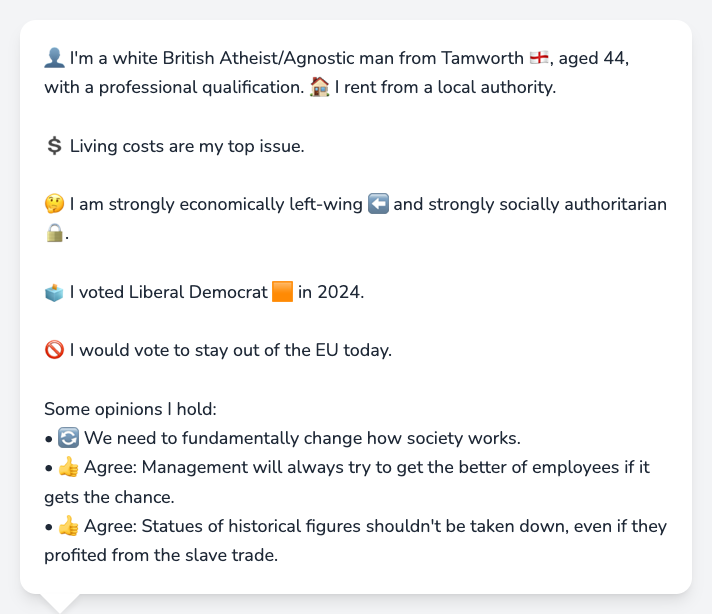 👤 I'm a white British Atheist/Agnostic man from Tamworth 🏴󠁧󠁢󠁥󠁮󠁧󠁿, aged 44,
with a professional qualification. 🏠 I rent from a local authority.
💲 Living costs are my top issue.
🤔 I am strongly economically left-wing ⬅️ and strongly socially authoritarian
🔒.
🗳️ I voted Liberal Democrat 🟧 in 2024.
🚫 I would vote to stay out of the EU today.
Some opinions I hold:
• 🔄 We need to fundamentally change how society works.
• 👍 Agree: Management will always try to get the better of employees if it
gets the chance.
• 👍 Agree: Statues of historical figures shouldn't be taken down, even if they
profited from the slave trade.